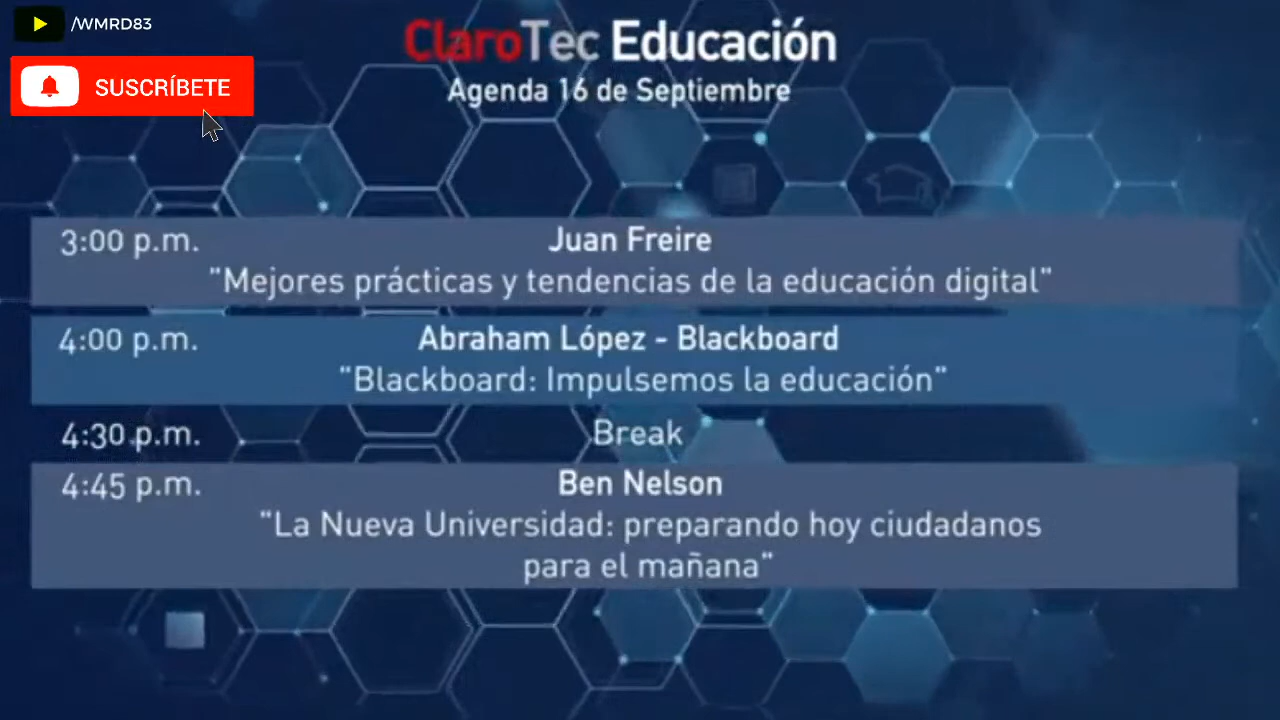 /WMRD83
SUSCRÍBETE
ClaroTec Educación
Agenda 16 de Septiembre
3:00 p.m.
Juan Freire
"Mejores prácticas y tendencias de la educación digital"
4:00 p.m.
Abraham López - Blackboard
"Blackboard: Impulsemos la educación"
4:30 p.m.
Break
4:45 p.m.
Ben Nelson
"La Nueva Universidad: preparando hoy ciudadanos
para el mañana"